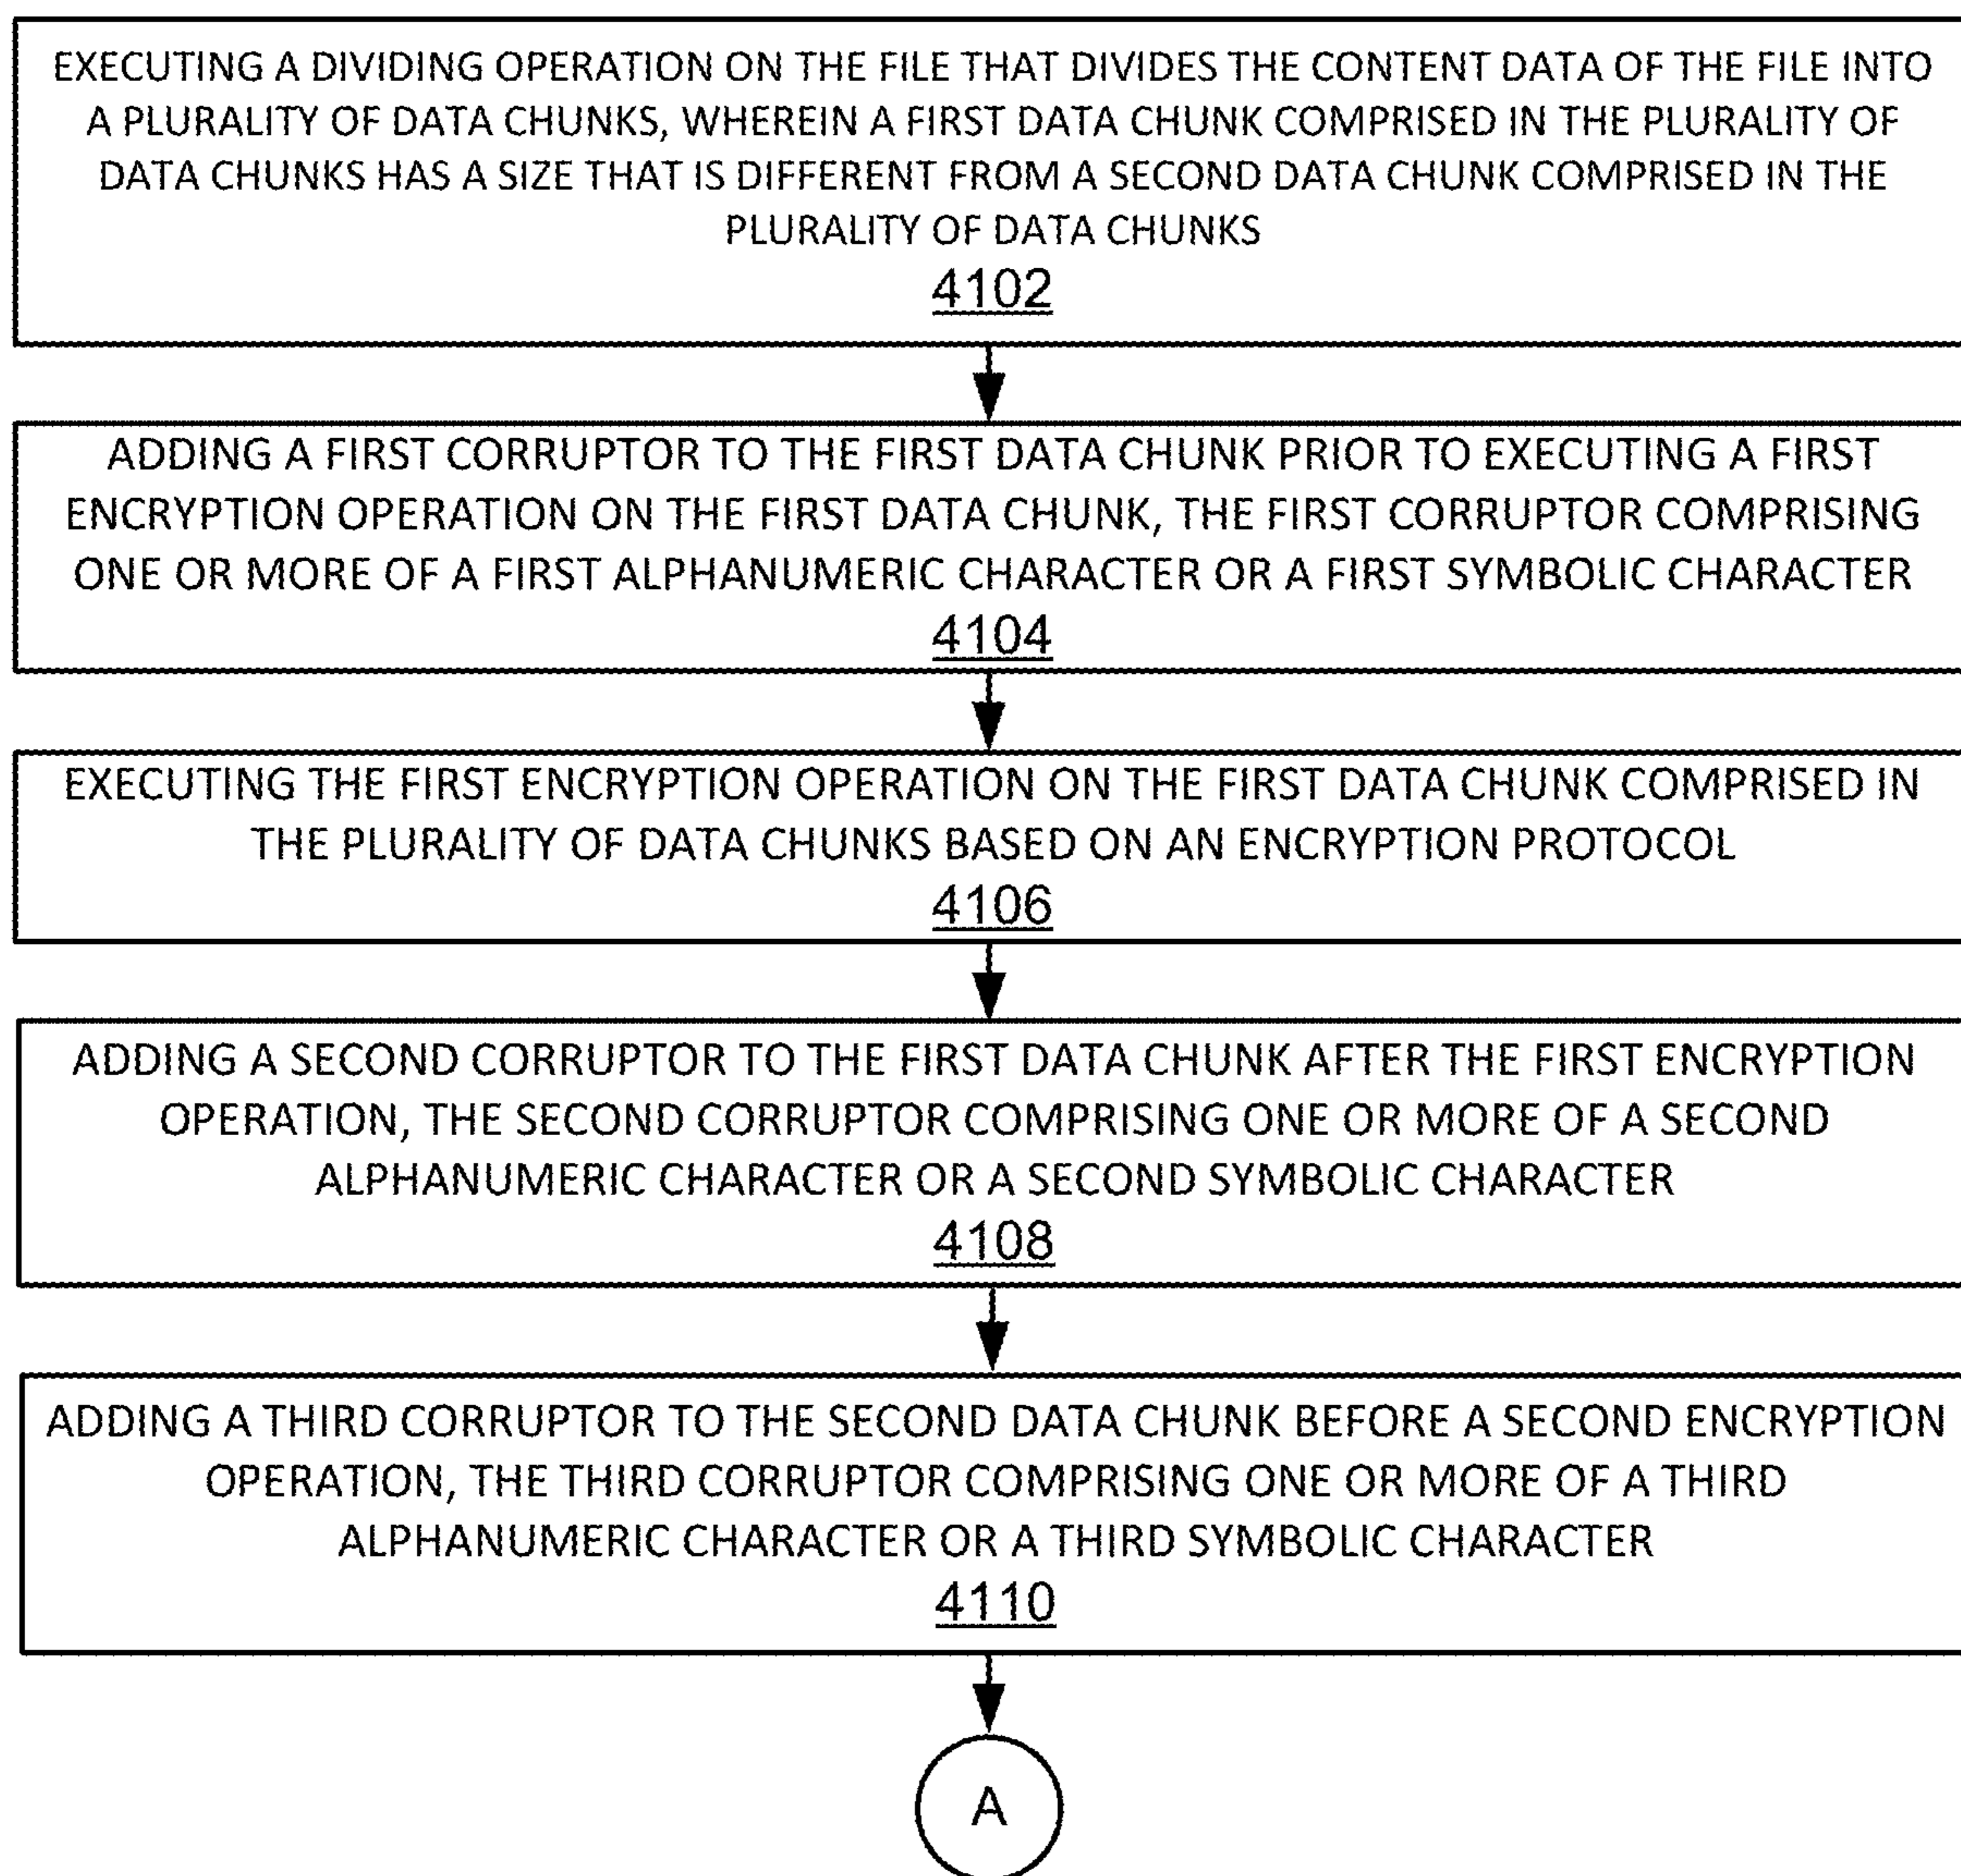 EXECUTING A DIVIDING OPERATION ON THE FILE THAT DIVIDES THE CONTENT DATA OF THE FILE INTO
A PLURALITY OF DATA CHUNKS, WHEREIN A FIRST DATA CHUNK COMPRISED IN THE PLURALITY OF
DATA CHUNKS HAS A SIZE THAT IS DIFFERENT FROM A SECOND DATA CHUNK COMPRISED IN THE
PLURALITY OF DATA CHUNKS
4102
ADDING A FIRST CORRUPTOR TO THE FIRST DATA CHUNK PRIOR TO EXECUTING A FIRST
ENCRYPTION OPERATION ON THE FIRST DATA CHUNK, THE FIRST CORRUPTOR COMPRISING
ONE OR MORE OF A FIRST ALPHANUMERIC CHARACTER OR A FIRST SYMBOLIC CHARACTER
4104
EXECUTING THE FIRST ENCRYPTION OPERATION ON THE FIRST DATA CHUNK COMPRISED IN
THE PLURALITY OF DATA CHUNKS BASED ON AN ENCRYPTION PROTOCOL
4106
ADDING A SECOND CORRUPTOR TO THE FIRST DATA CHUNK AFTER THE FIRST ENCRYPTION
OPERATION, THE SECOND CORRUPTOR COMPRISING ONE OR MORE OF A SECOND
ALPHANUMERIC CHARACTER OR A SECOND SYMBOLIC CHARACTER
4108
ADDING A THIRD CORRUPTOR TO THE SECOND DATA CHUNK BEFORE A SECOND ENCRYPTION
OPERATION, THE THIRD CORRUPTOR COMPRISING ONE OR MORE OF A THIRD
ALPHANUMERIC CHARACTER OR A THIRD SYMBOLIC CHARACTER
4110
A